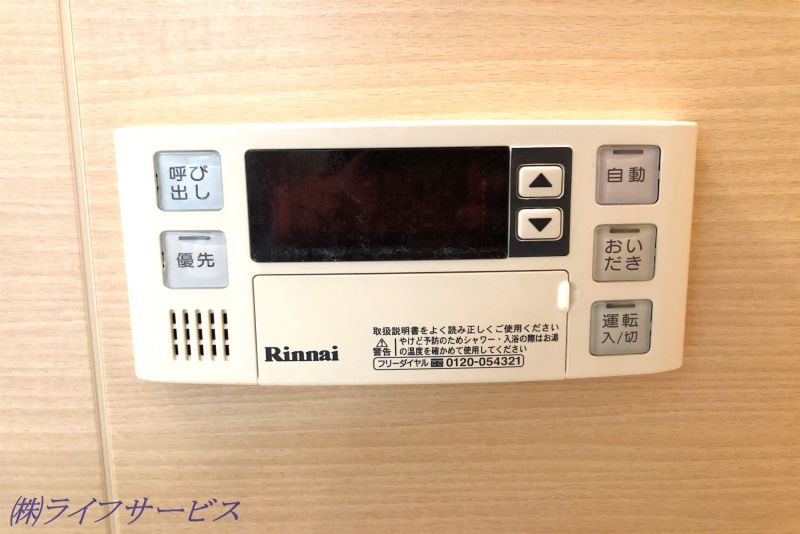 呼び
出し
優先
▲
▼
自動
おい
だき
運転
入/切
Rinnai
取扱説明書をよく読み正しくご使用ください
⚠警告
やけど予防のためシャワー・入浴の際はお湯
の温度を確かめて使用してください
フリーダイヤル 0120-054321
㈱ライフサービス